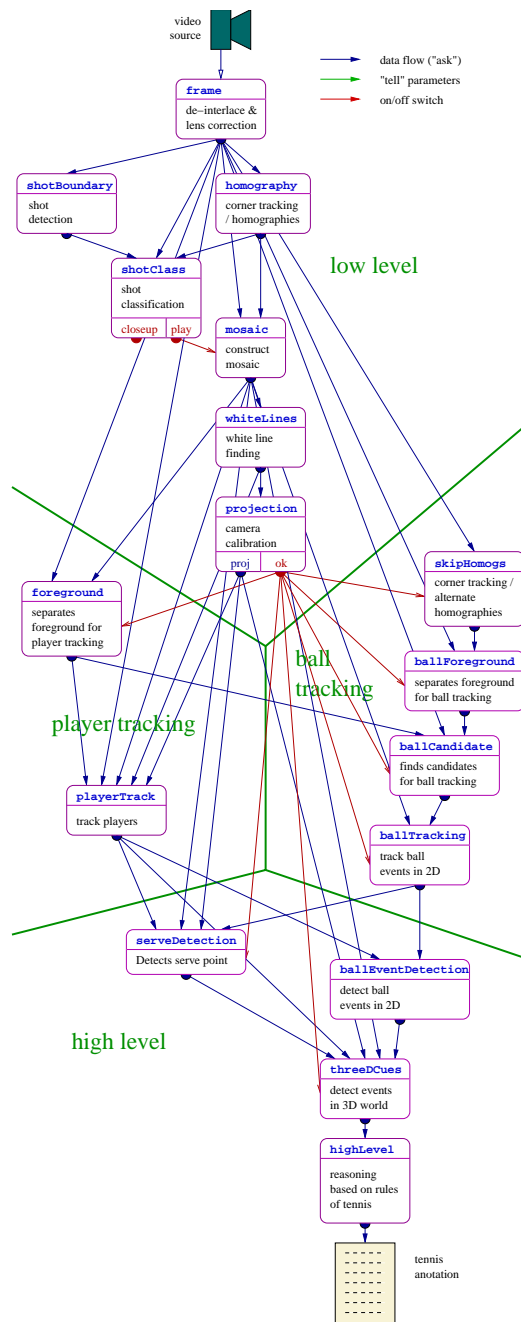 video
source
data flow ("ask")
"tell" parameters
on/off switch
frame
de-interlace &
lens correction
shotBoundary
shot
detection
homography
corner tracking
/ homographies
shotClass
shot
classification
closeup play
low level
mosaic
construct
mosaic
whiteLines
white line
finding
projection
camera
calibration
proj ok
skipHomogs
corner tracking /
alternate
homographies
foreground
separates
foreground for
player tracking
ball
tracking
ballForeground
separates foreground
for ball tracking
player tracking
ballCandidate
finds candidates
for ball tracking
playerTrack
track players
ballTracking
track ball
events in 2D
serveDetection
Detects serve point
ballEventDetection
detect ball
events in 2D
high level
threeDCues
detect events
in 3D world
highLevel
reasoning
based on rules
of tennis
tennis
anotation